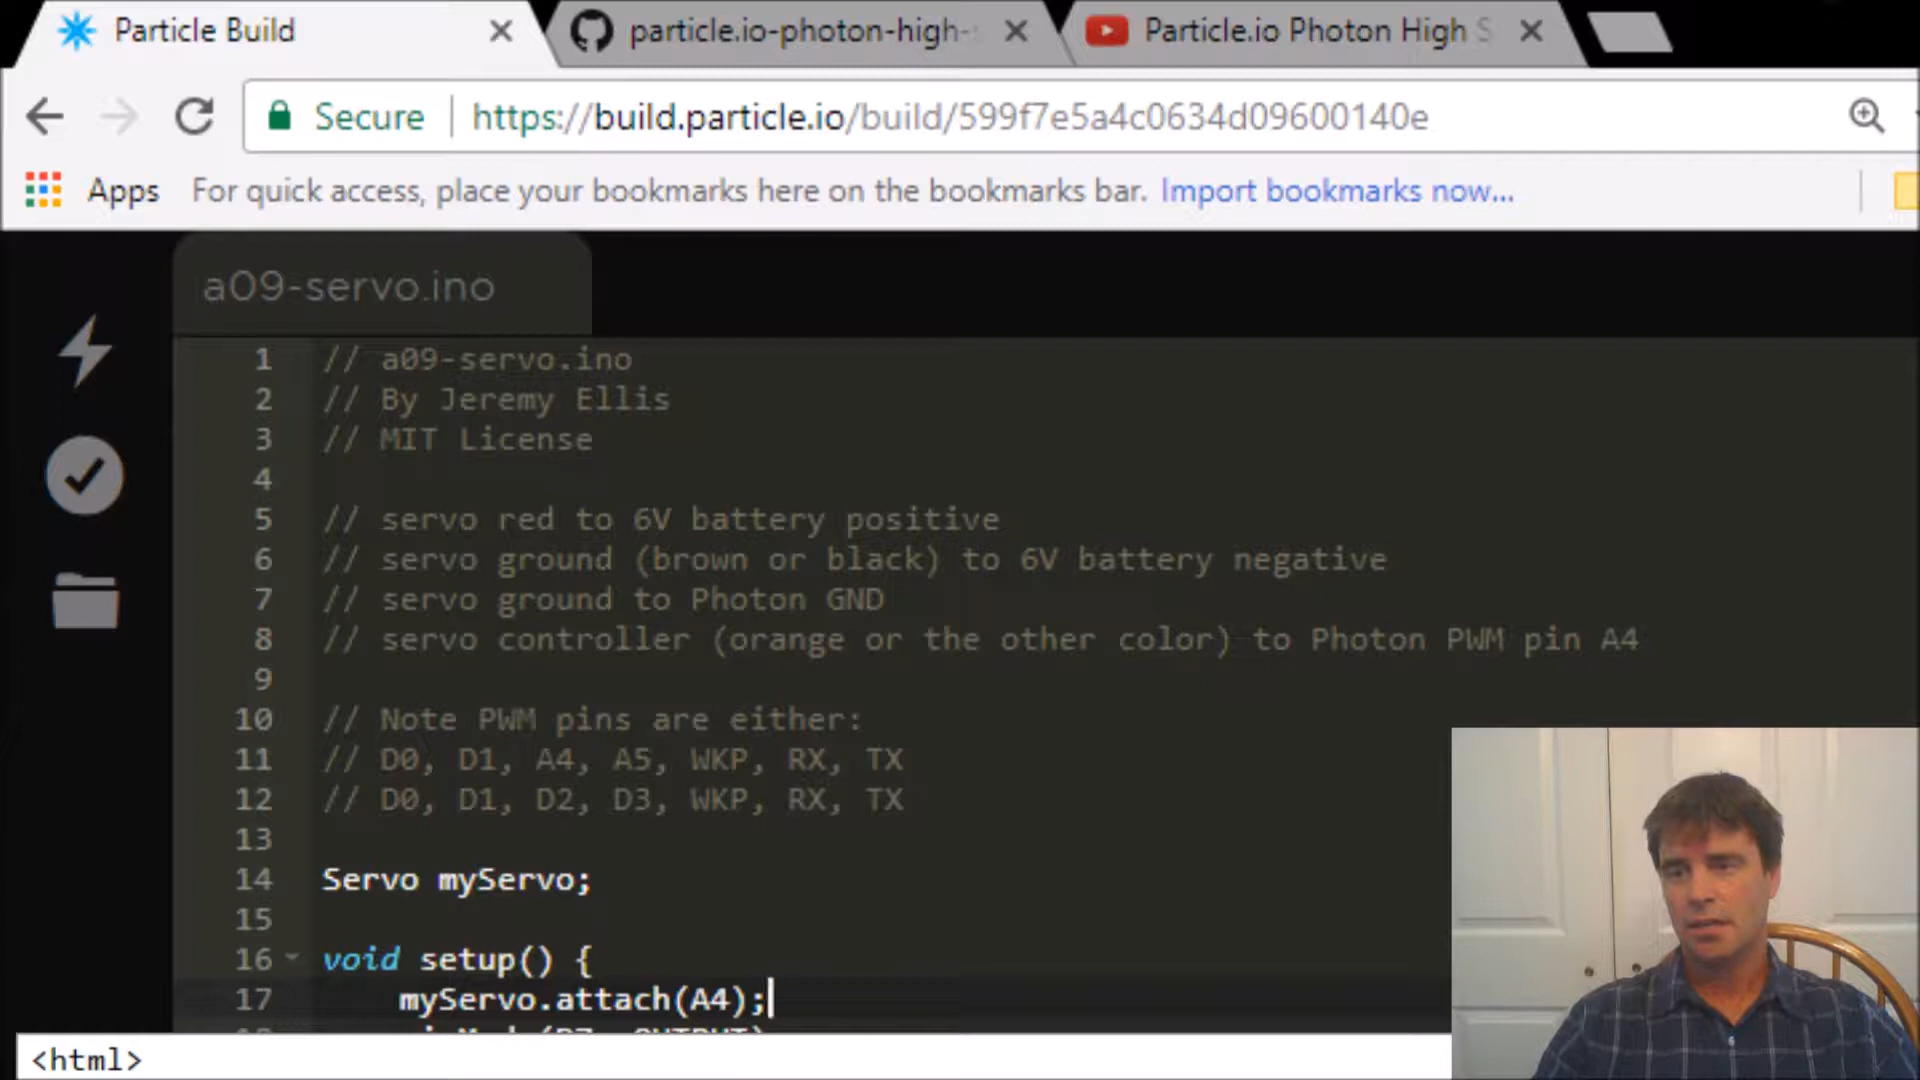 Particle Build
particle.io-photon-high-
Particle.io Photon High S
Secure
https://build.particle.io/build/599f7e5a4c0634d09600140e
Apps
For quick access, place your bookmarks here on the bookmarks bar. Import bookmarks now...
a09-servo.ino
1 // a09-servo.ino
2 // By Jeremy Ellis
3 // MIT License
4
5 // servo red to 6V battery positive
6 // servo ground (brown or black) to 6V battery negative
7 // servo ground to Photon GND
8 // servo controller (orange or the other color) to Photon PWM pin A4
9
10 // Note PWM pins are either:
11 // D0, D1, A4, A5, WKP, RX, TX
12 // D0, D1, D2, D3, WKP, RX, TX
13
14 Servo myServo;
15
16 void setup() {
17 myServo.attach(A4);
<html>